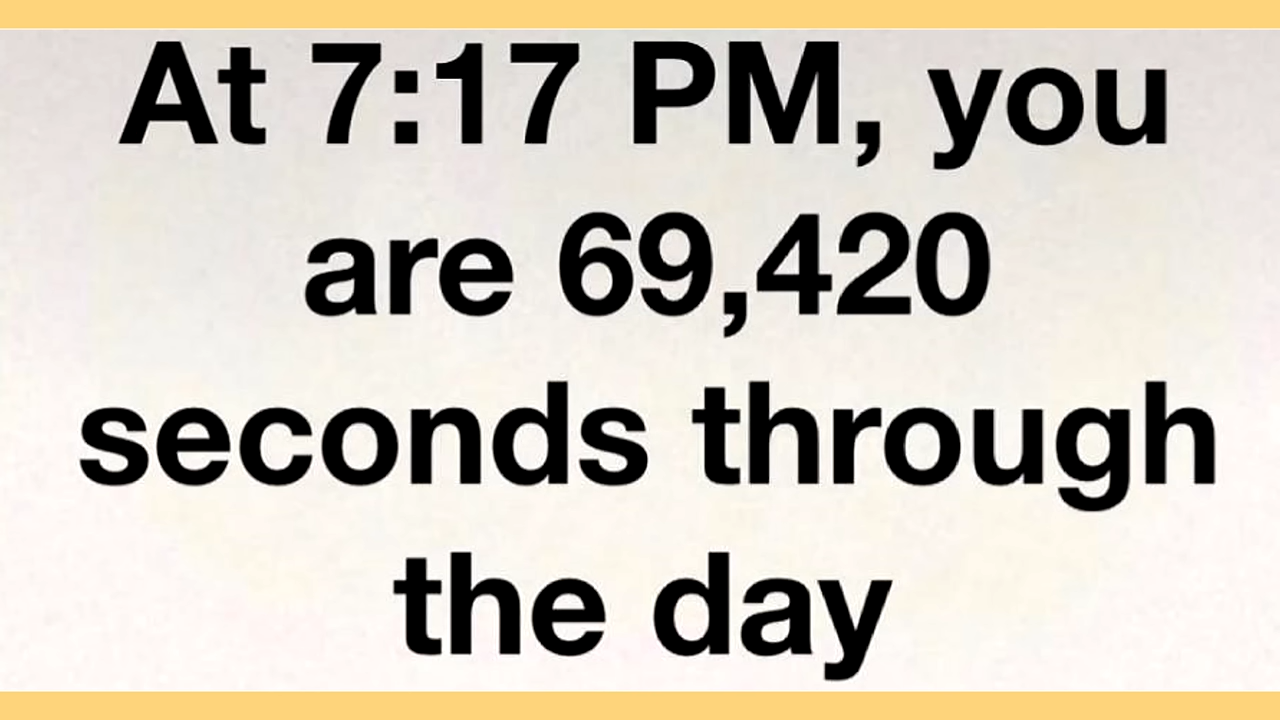 At 7:17 PM, you
are 69,420
seconds through
the day